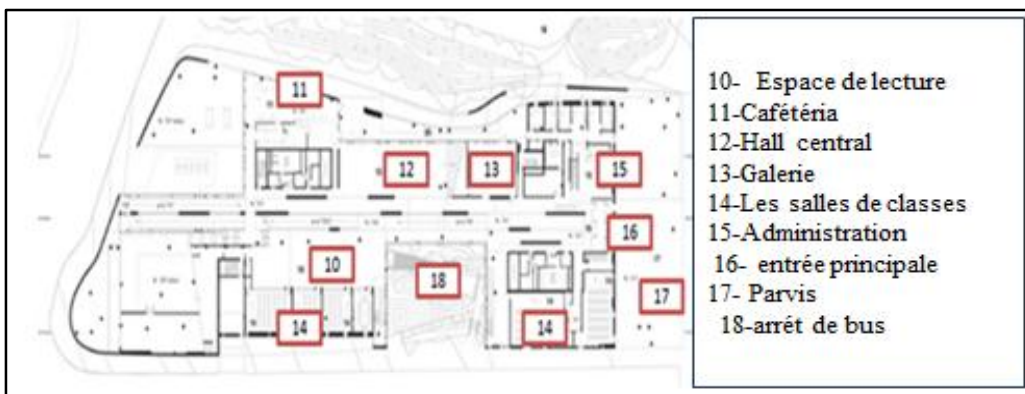 11
12
13
15
16
10
18
17
14
14
10- Espace de lecture
11-Cafétéria
12-Hall central
13-Galerie
14-Les salles de classes
15-Administration
16- entrée principale
17- Parvis
18-arrét de bus